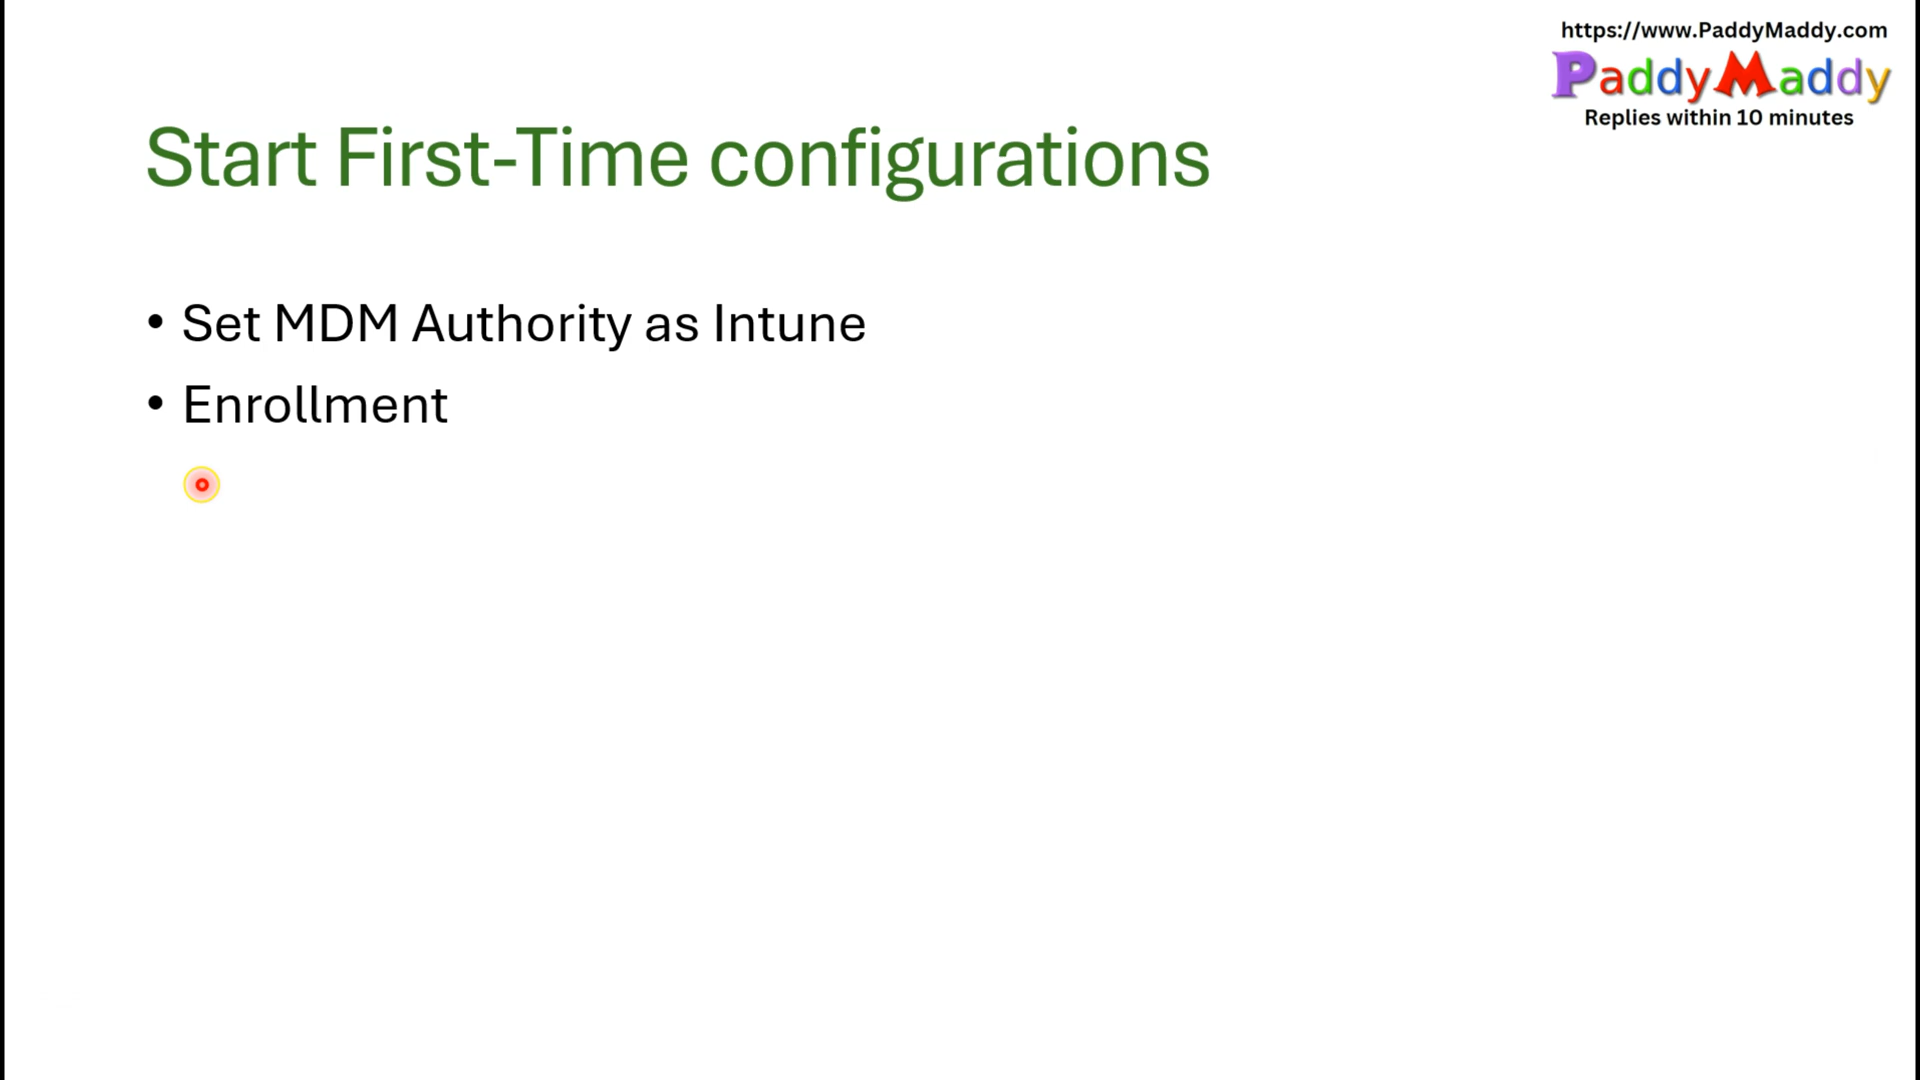 https://www.PaddyMaddy.com
PaddyMaddy
Replies within 10 minutes
Start First-Time configurations
• Set MDM Authority as Intune
• Enrollment